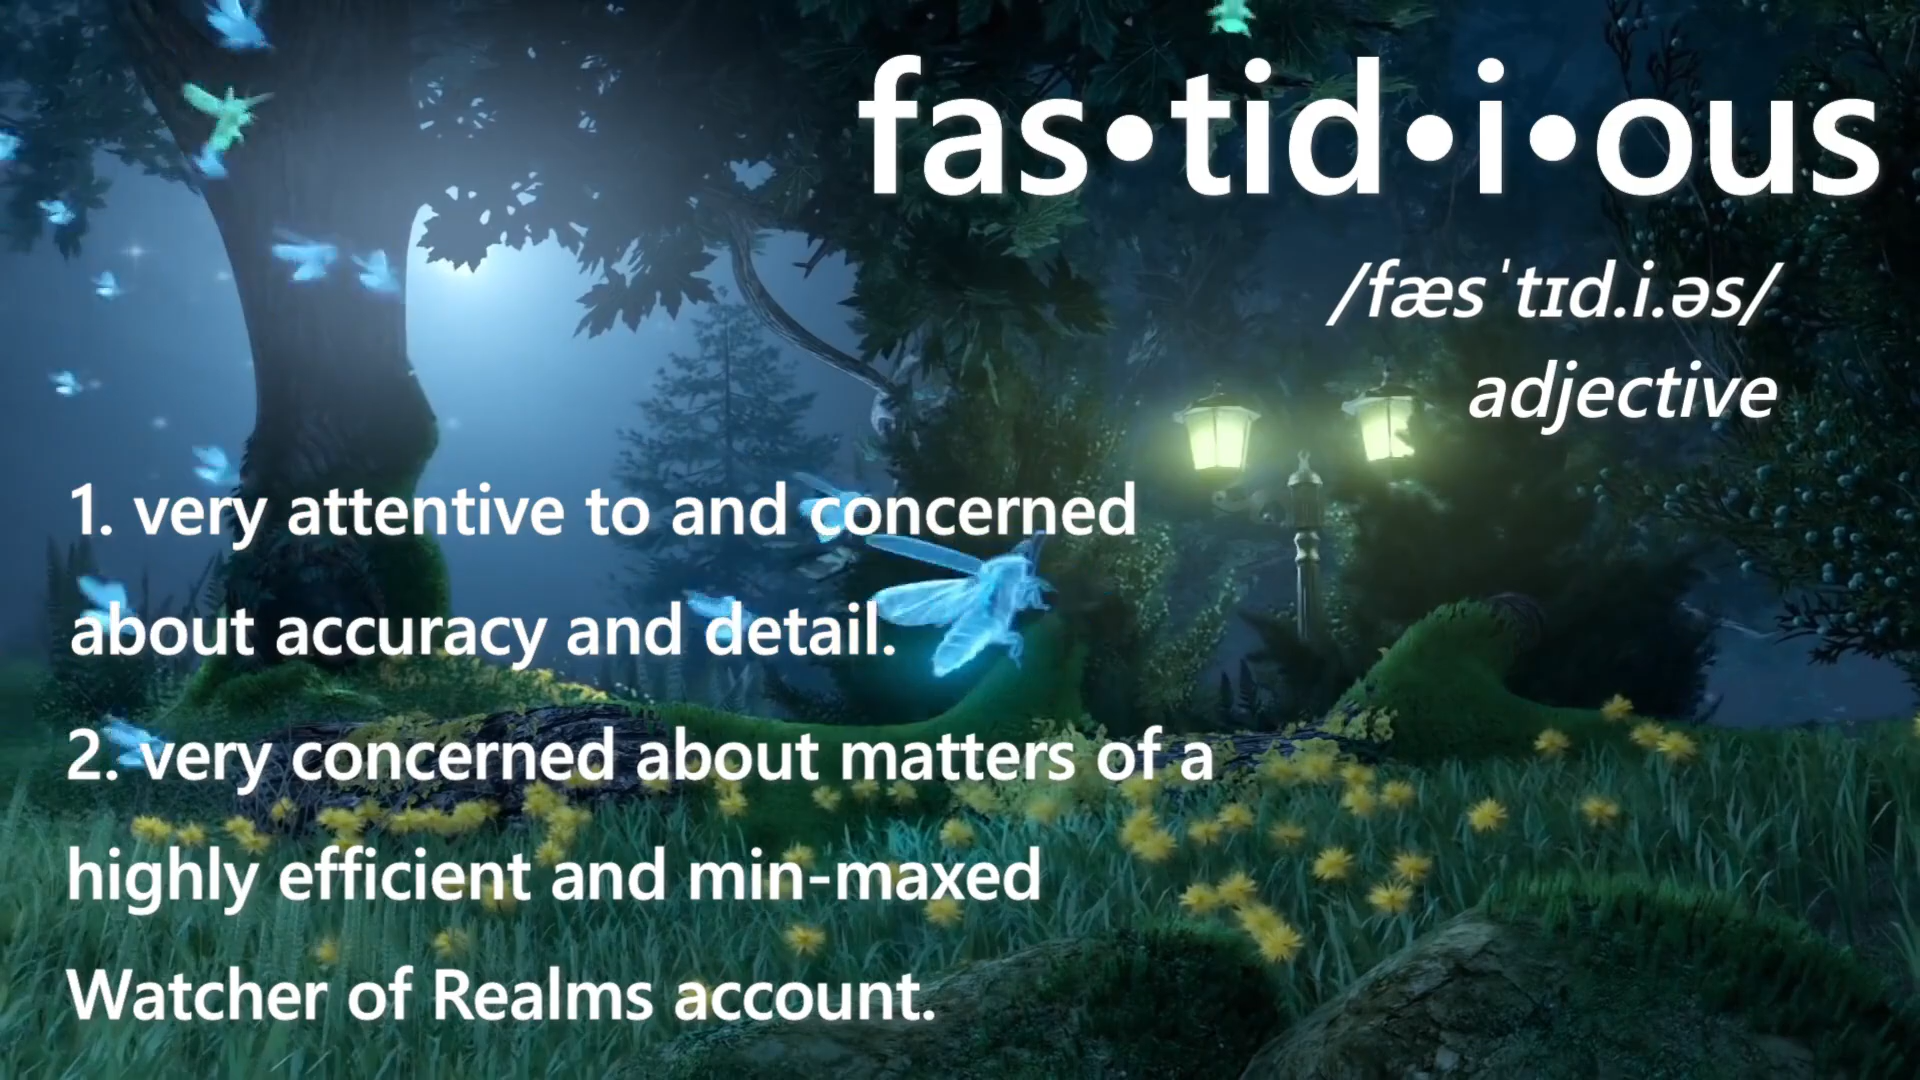 fas•tid•i•ous
/fæsˈtɪd.i.əs/
adjective
1. very attentive to and concerned
about accuracy and detail.
2. very concerned about matters of a
highly efficient and min-maxed
Watcher of Realms account.